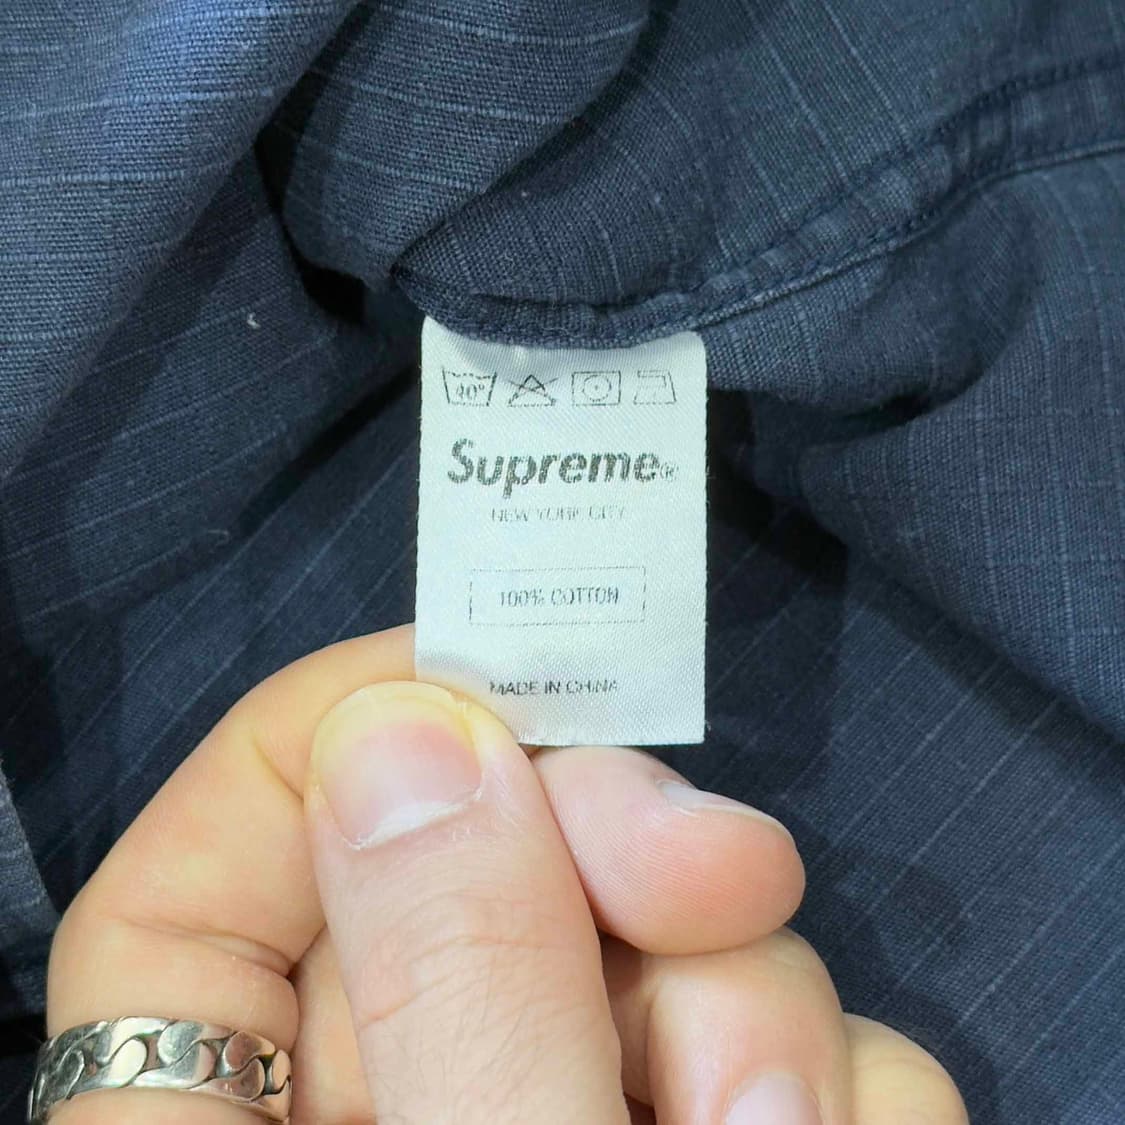 40°
Supreme®
NEW YORK CITY
100% COTTON
MADE IN CHINA